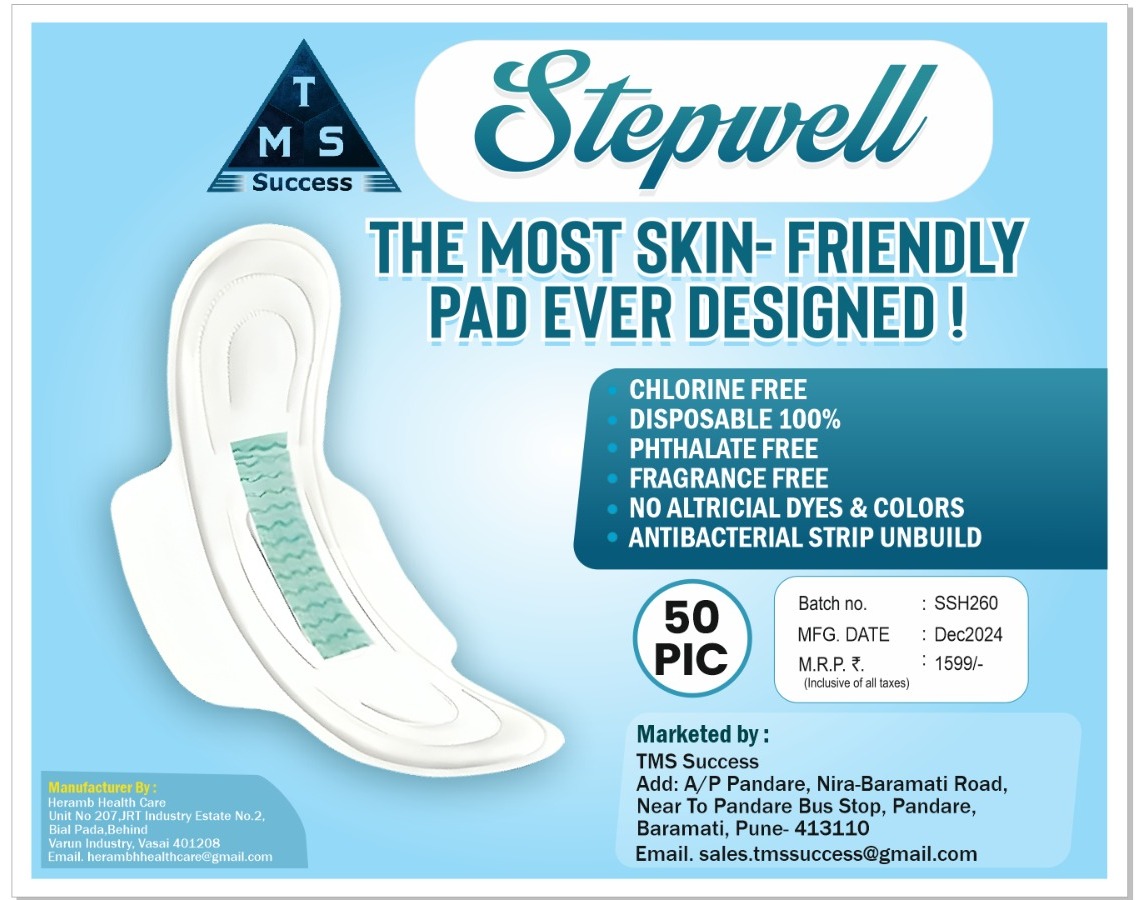 T
M S
Success
Stepwell
THE MOST SKIN- FRIENDLY
PAD EVER DESIGNED !
• CHLORINE FREE
• DISPOSABLE 100%
• PHTHALATE FREE
• FRAGRANCE FREE
• NO ALTRICIAL DYES & COLORS
• ANTIBACTERIAL STRIP UNBUILD
50
PIC
Batch no. : SSH260
MFG. DATE : Dec2024
M.R.P. ₹. : 1599/-
(Inclusive of all taxes)
Marketed by :
TMS Success
Add: A/P Pandare, Nira-Baramati Road,
Near To Pandare Bus Stop, Pandare,
Baramati, Pune- 413110
Email. sales.tmssuccess@gmail.com
Manufacturer By :
Heramb Health Care
Unit No 207,JRT Industry Estate No.2,
Bial Pada,Behind
Varun Industry, Vasai 401208
Email. herambhhealthcare@gmail.com